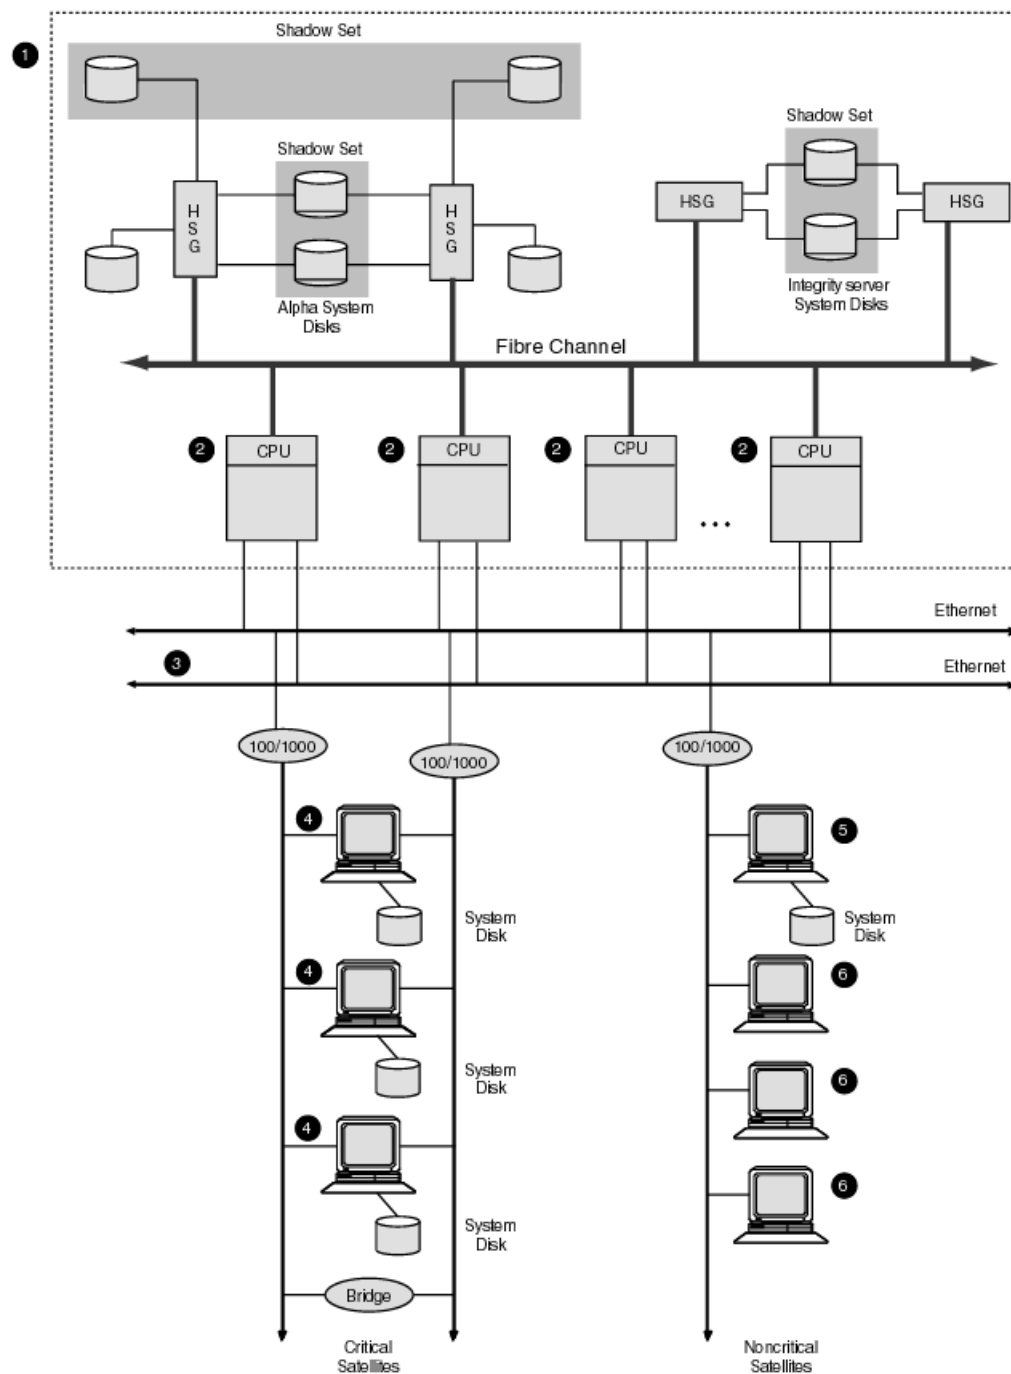 Shadow Set
1
Shadow Set
Shadow Set
H
S
G
H
S
G
HSG
HSG
Alpha System
Disks
Integrity server
System Disks
Fibre Channel
2
CPU
2
CPU
2
CPU
2
CPU
...
Ethernet
3
Ethernet
100/1000
100/1000
100/1000
4
5
System
Disk
System
Disk
4
6
System
Disk
6
4
6
System
Disk
Bridge
Critical
Satellites
Noncritical
Satellites